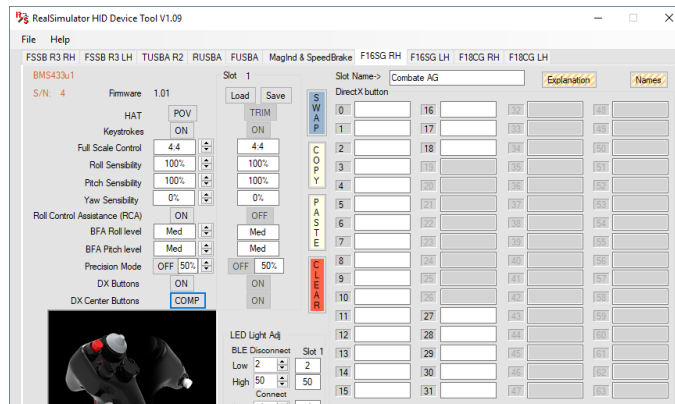 RealSimulator HID Device Tool V1.09
File Help
FSSB R3 RH FSSB R3 LH TUSBA R2 RUSBA FUSBA MagInd & SpeedBrake F16SG RH F16SG LH F18CG RH F18CG LH
BMS433u1 Slot 1 Slot Name-> Combate AG Explanation Names
S/N: 4 Firmware 1.01 Load Save SWAP DirectX button
HAT POV TRIM 0 16 32 48
Keystrokes ON ON 1 17 33 49
Full Scale Control 4:4 4:4 COPY 2 18 34 50
Roll Sensibility 100% 100% 3 19 35 51
Pitch Sensibility 100% 100% 4 20 36 52
Yaw Sensibility 0% 0% PASTE 5 21 37 53
Roll Control Assistance (RCA) ON OFF 6 22 38 54
BFA Roll level Med Med 7 23 39 55
BFA Pitch level Med Med 8 24 40 56
Precision Mode OFF 50% OFF 50% CLEAR 9 25 41 57
DX Buttons ON ON 10 26 42 58
DX Center Buttons COMP ON 11 27 43 59
LED Light Adj 12 28 44 60
BLE Disconnect Slot 1 13 29 45 61
Low 2 2 14 30 46 62
High 50 50 15 31 47 63
Connect